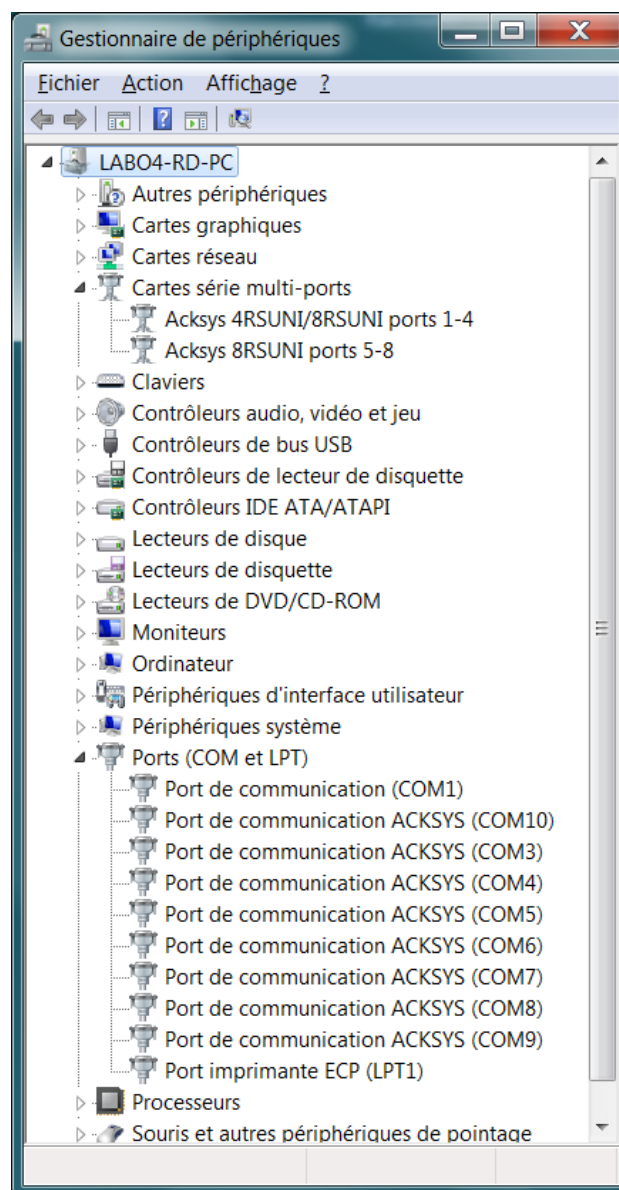 Gestionnaire de périphériques
Fichier Action Affichage ?
LABO4-RD-PC
Autres périphériques
Cartes graphiques
Cartes réseau
Cartes série multi-ports
Acksys 4RSUNI/8RSUNI ports 1-4
Acksys 8RSUNI ports 5-8
Claviers
Contrôleurs audio, vidéo et jeu
Contrôleurs de bus USB
Contrôleurs de lecteur de disquette
Contrôleurs IDE ATA/ATAPI
Lecteurs de disque
Lecteurs de disquette
Lecteurs de DVD/CD-ROM
Moniteurs
Ordinateur
Périphériques d'interface utilisateur
Périphériques système
Ports (COM et LPT)
Port de communication (COM1)
Port de communication ACKSYS (COM10)
Port de communication ACKSYS (COM3)
Port de communication ACKSYS (COM4)
Port de communication ACKSYS (COM5)
Port de communication ACKSYS (COM6)
Port de communication ACKSYS (COM7)
Port de communication ACKSYS (COM8)
Port de communication ACKSYS (COM9)
Port imprimante ECP (LPT1)
Processeurs
Souris et autres périphériques de pointage